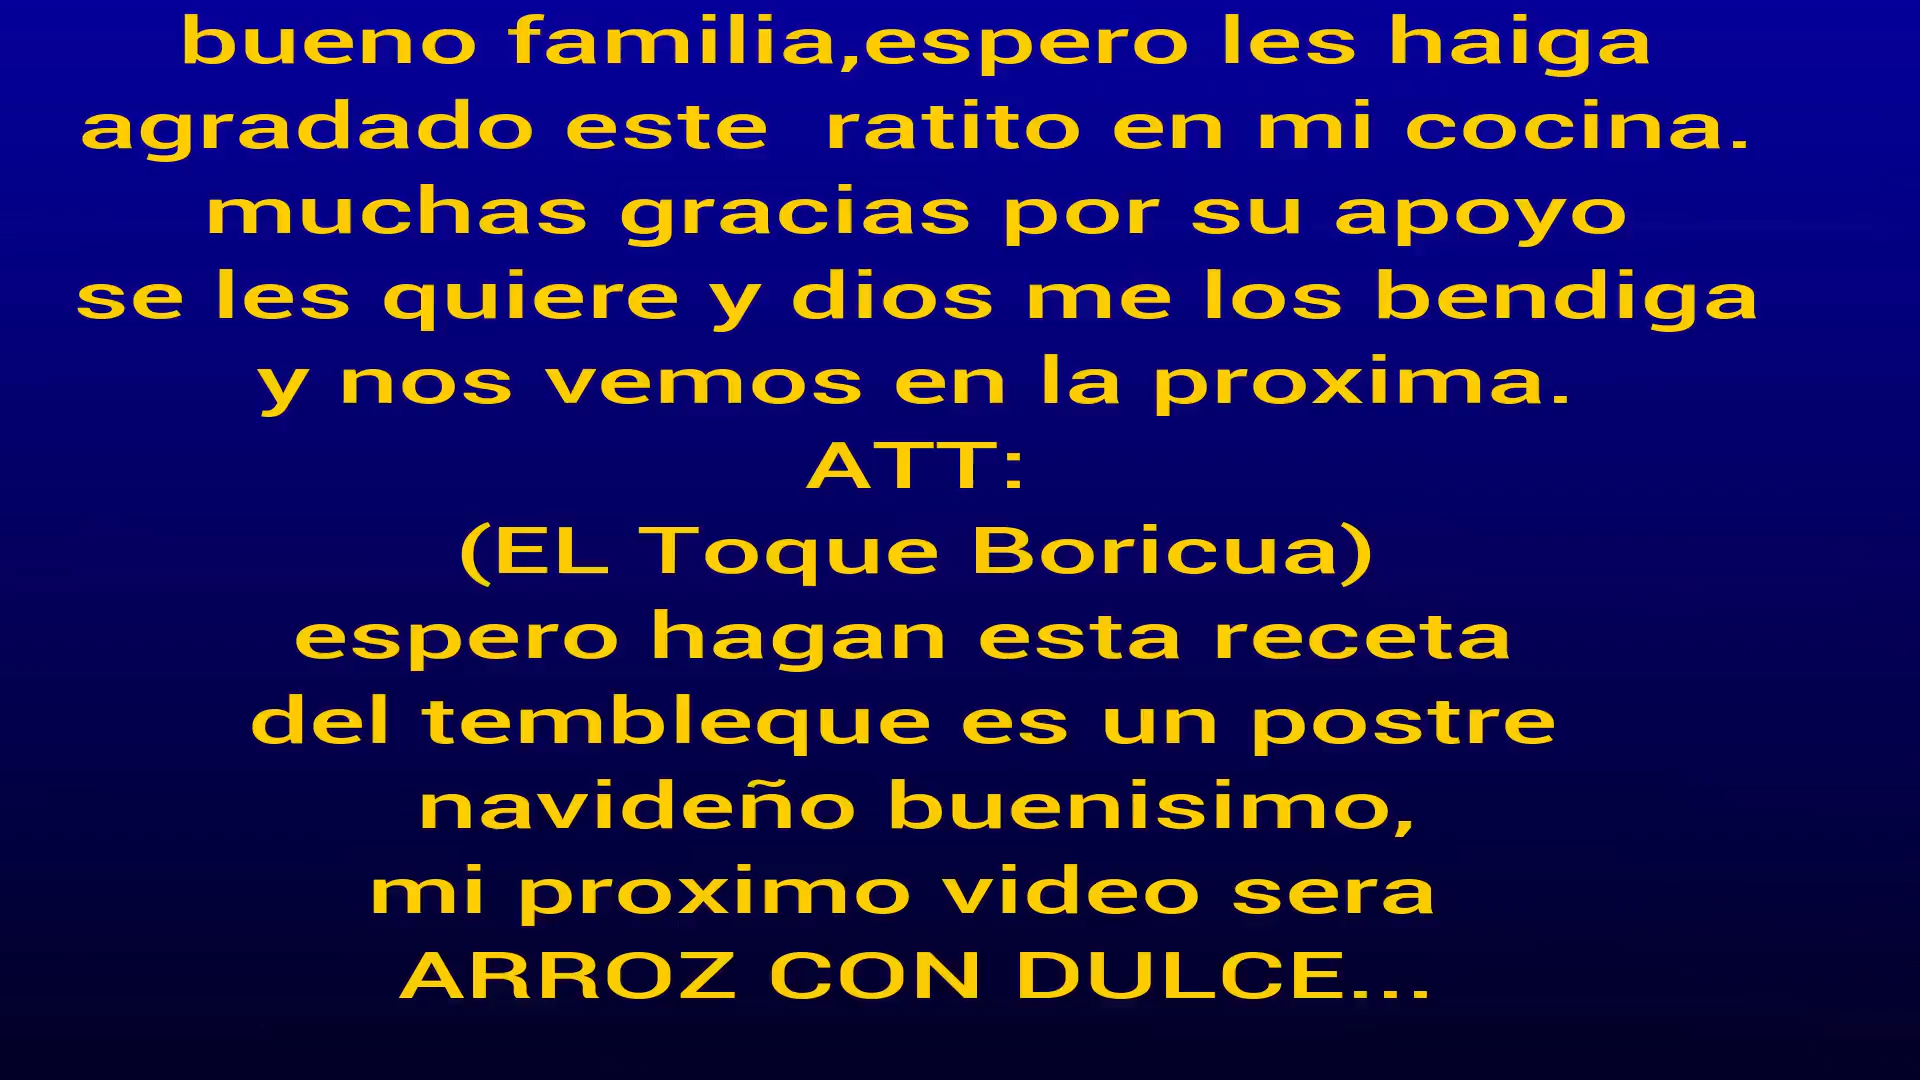 bueno familia,espero les haiga
agradado este  ratito en mi cocina.
muchas gracias por su apoyo
se les quiere y dios me los bendiga
y nos vemos en la proxima.
ATT:
(EL Toque Boricua)
espero hagan esta receta
del tembleque es un postre
navideño buenisimo,
mi proximo video sera
ARROZ CON DULCE...